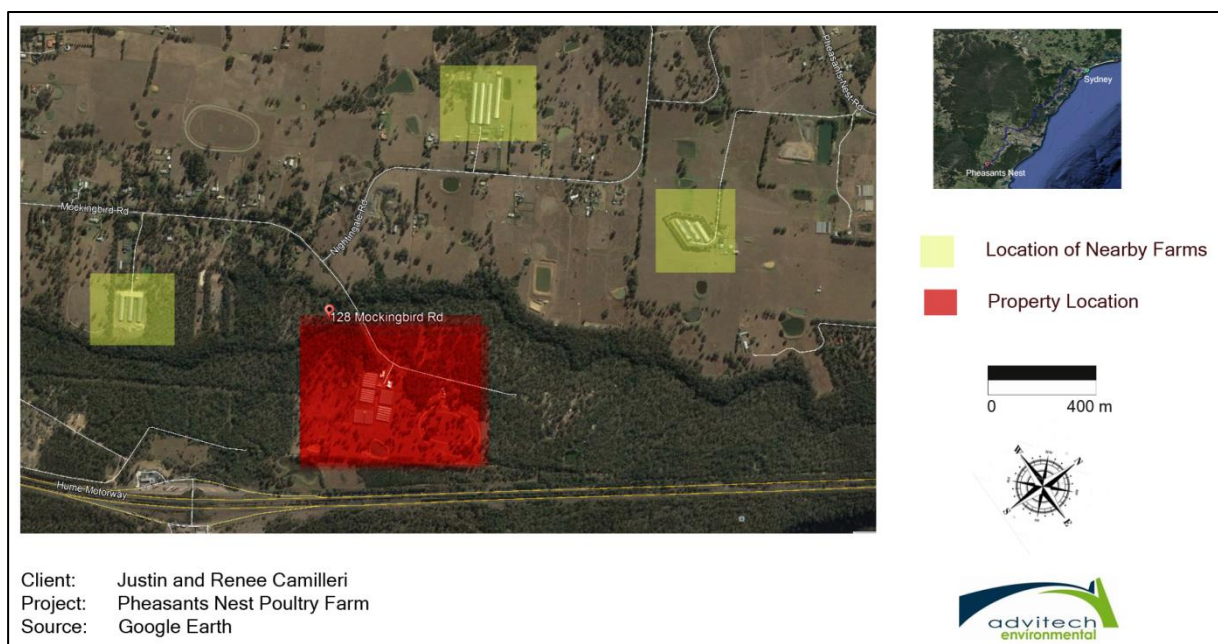 Pheasants-Nest-Rd
Mockingbird-Rd
Nightingale-Rd
128 Mockingbird Rd
Hume-Motorway
Sydney
Pheasants Nest
Location of Nearby Farms
Property Location
0 400 m
W N
S E
Client: Justin and Renee Camilleri
Project: Pheasants Nest Poultry Farm
Source: Google Earth
advitech
environmental